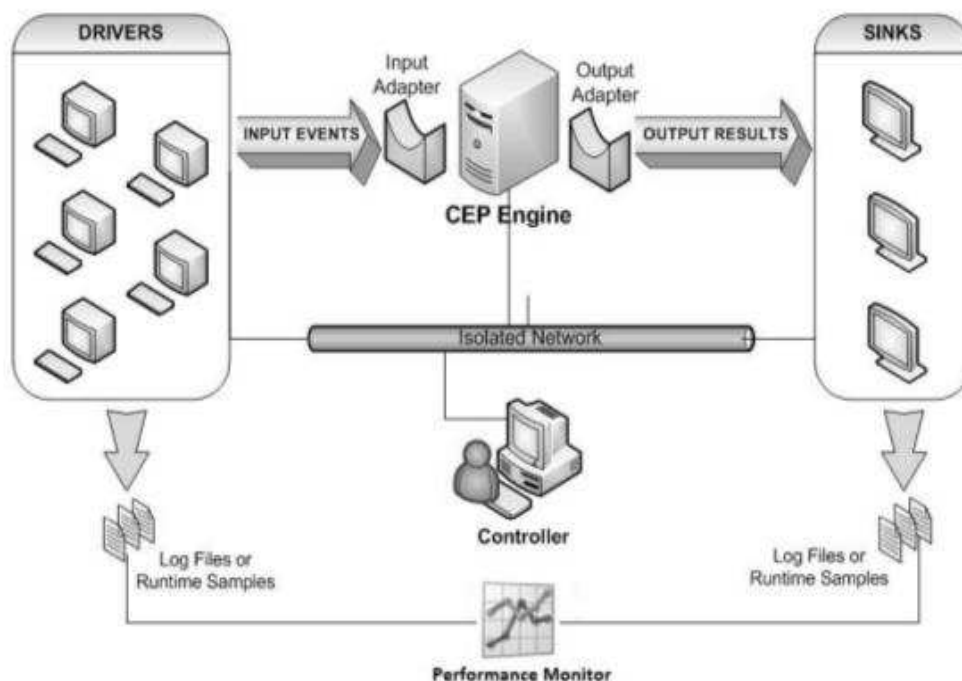 DRIVERS
SINKS
Input
Adapter
Output
Adapter
INPUT EVENTS
OUTPUT RESULTS
CEP Engine
Isolated Network
Controller
Log Files or
Runtime Samples
Log Files or
Runtime Samples
Performance Monitor